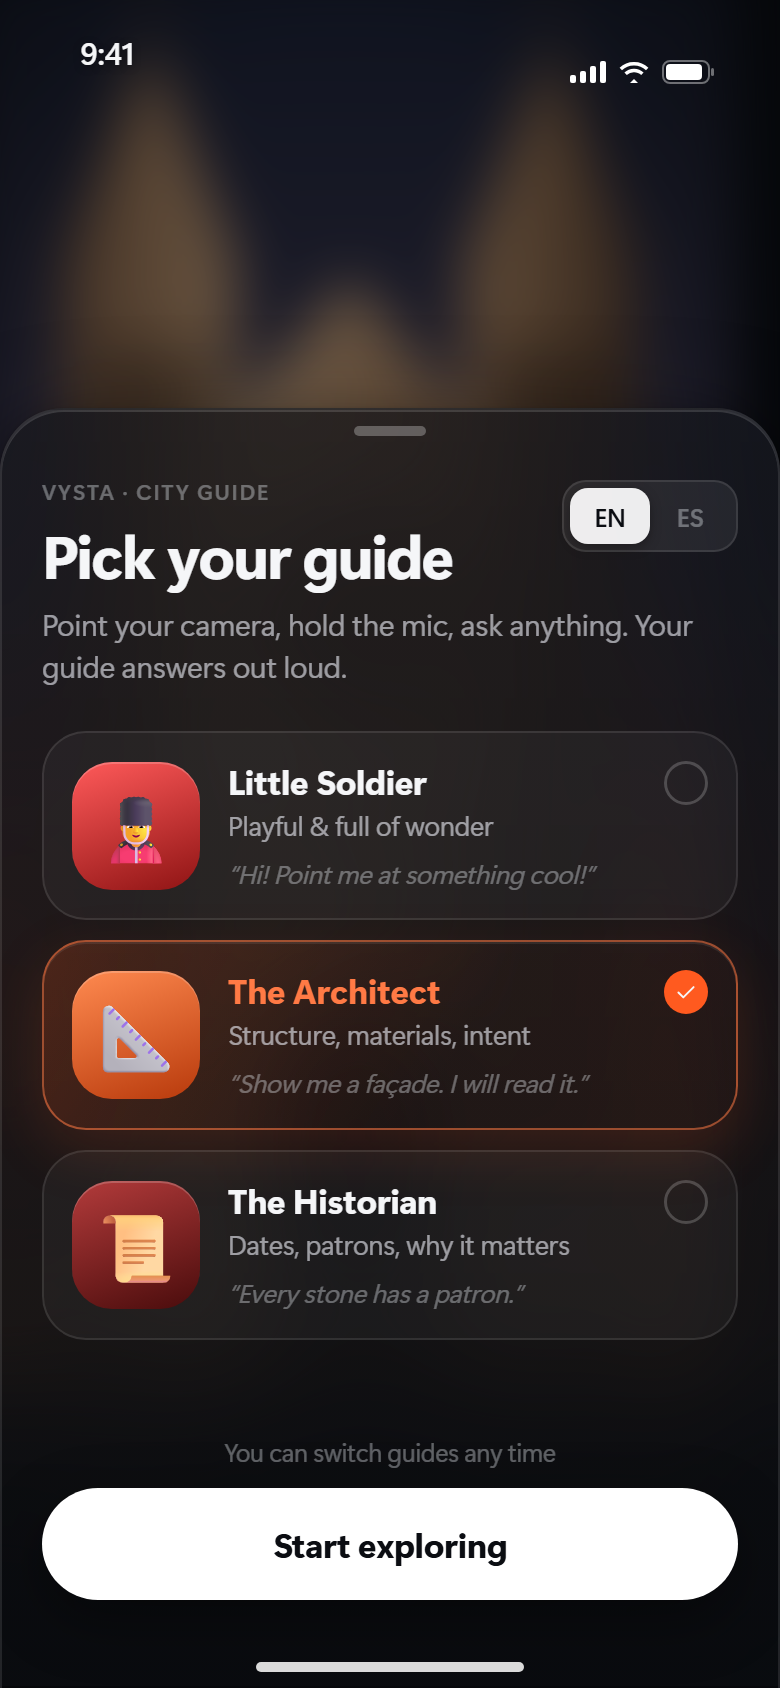 9:41
VYSTA · CITY GUIDE
EN ES
Pick your guide
Point your camera, hold the mic, ask anything. Your
guide answers out loud.
Little Soldier
Playful & full of wonder
“Hi! Point me at something cool!”
The Architect
Structure, materials, intent
“Show me a façade. I will read it.”
The Historian
Dates, patrons, why it matters
“Every stone has a patron.”
You can switch guides any time
Start exploring